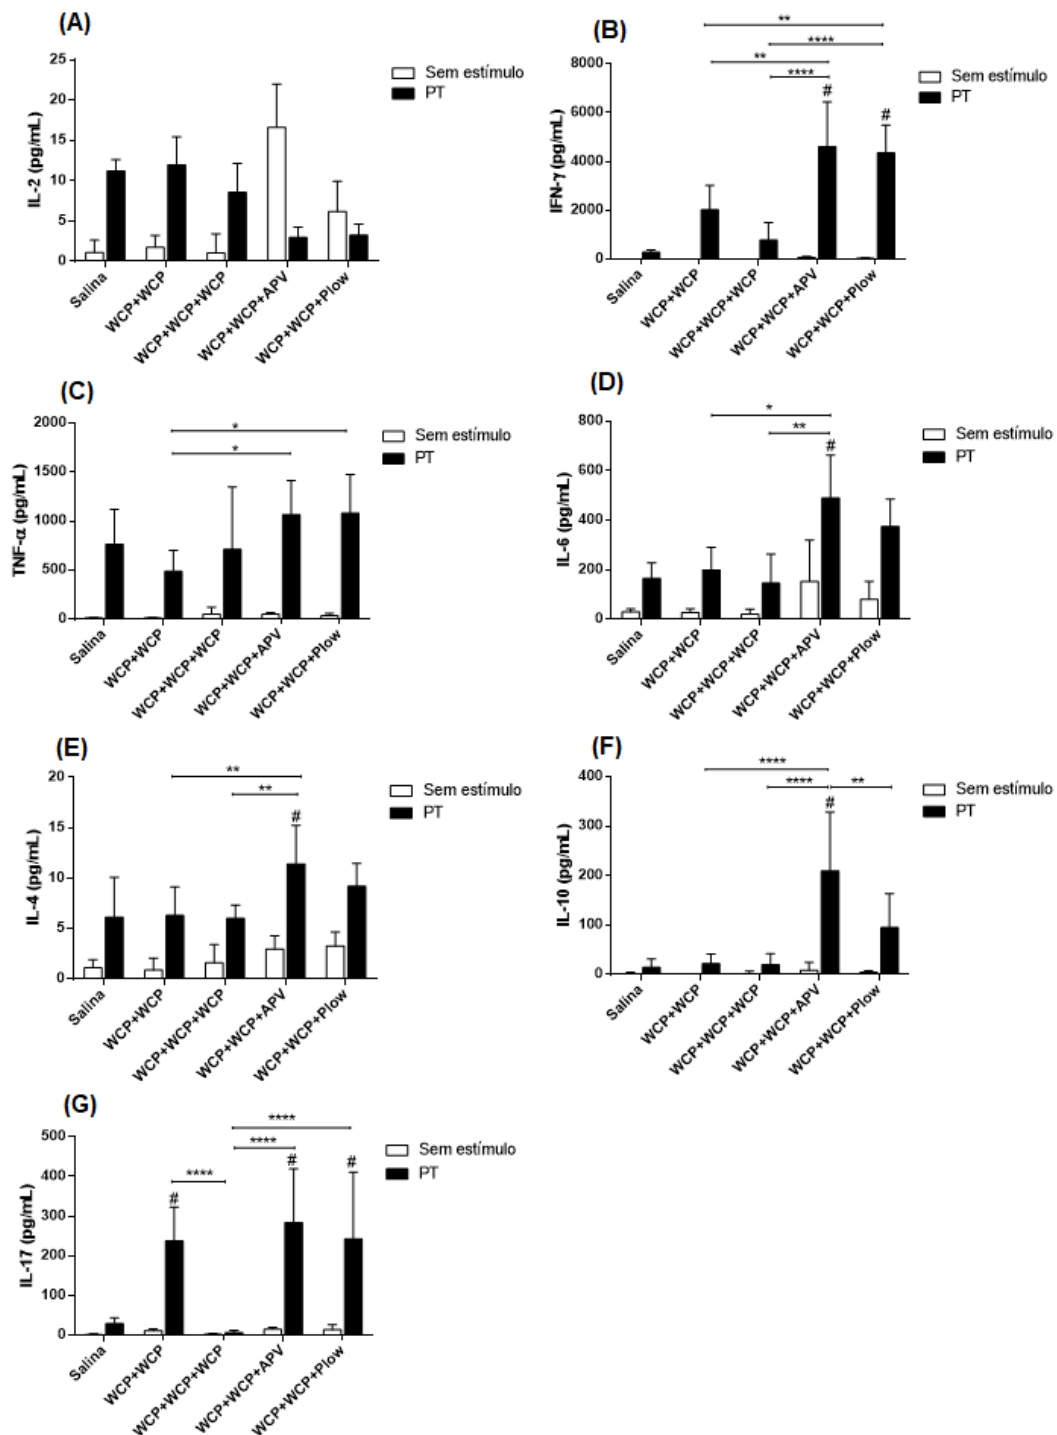 (A)
IL-2 (pg/mL)
25
20
15
10
5
0
Sem estímulo
PT
Salina
WCP+WCP
WCP+WCP+WCP
WCP+WCP+APV
WCP+WCP+Plow
(B)
IFN-γ (pg/mL)
8000
6000
4000
2000
0
**
****
**
****
#
#
Sem estímulo
PT
Salina
WCP+WCP
WCP+WCP+WCP
WCP+WCP+APV
WCP+WCP+Plow
(C)
TNF-α (pg/mL)
2000
1500
1000
500
0
*
*
Sem estímulo
PT
Salina
WCP+WCP
WCP+WCP+WCP
WCP+WCP+APV
WCP+WCP+Plow
(D)
IL-6 (pg/mL)
800
600
400
200
0
*
**
#
Sem estímulo
PT
Salina
WCP+WCP
WCP+WCP+WCP
WCP+WCP+APV
WCP+WCP+Plow
(E)
IL-4 (pg/mL)
20
15
10
5
0
**
**
#
Sem estímulo
PT
Salina
WCP+WCP
WCP+WCP+WCP
WCP+WCP+APV
WCP+WCP+Plow
(F)
IL-10 (pg/mL)
400
300
200
100
0
****
**** **
#
Sem estímulo
PT
Salina
WCP+WCP
WCP+WCP+WCP
WCP+WCP+APV
WCP+WCP+Plow
(G)
IL-17 (pg/mL)
500
400
300
200
100
0
****
****
****
#
#
#
Sem estímulo
PT
Salina
WCP+WCP
WCP+WCP+WCP
WCP+WCP+APV
WCP+WCP+Plow